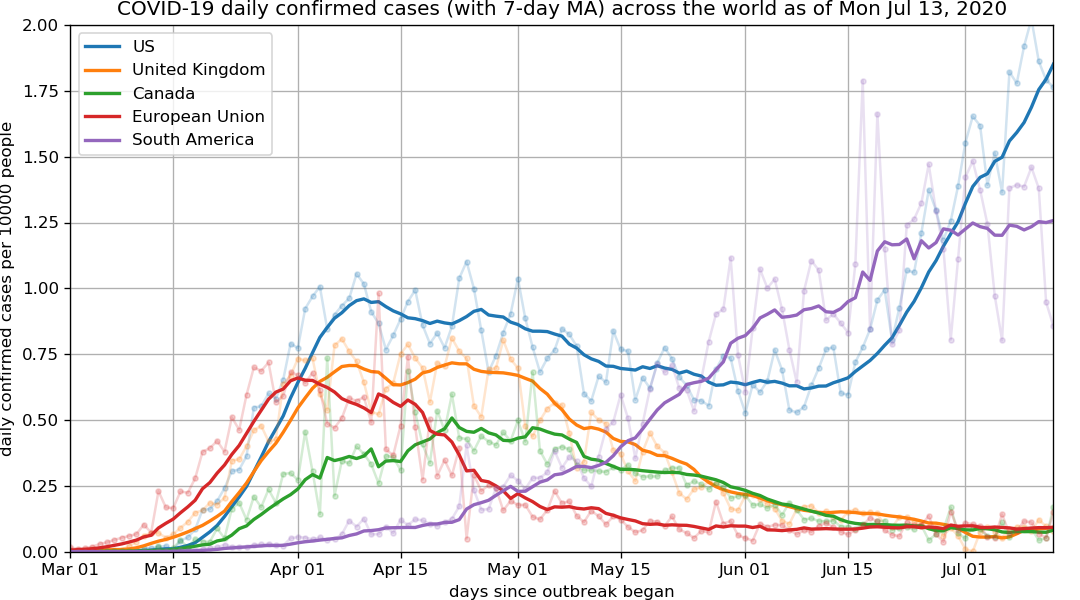 COVID-19 daily confirmed cases (with 7-day MA) across the world as of Mon Jul 13, 2020
2.00
1.75
1.50
1.25
1.00
0.75
0.50
0.25
0.00
daily confirmed cases per 10000 people
US
United Kingdom
Canada
European Union
South America
Mar 01 Mar 15 Apr 01 Apr 15 May 01 May 15 Jun 01 Jun 15 Jul 01
days since outbreak began